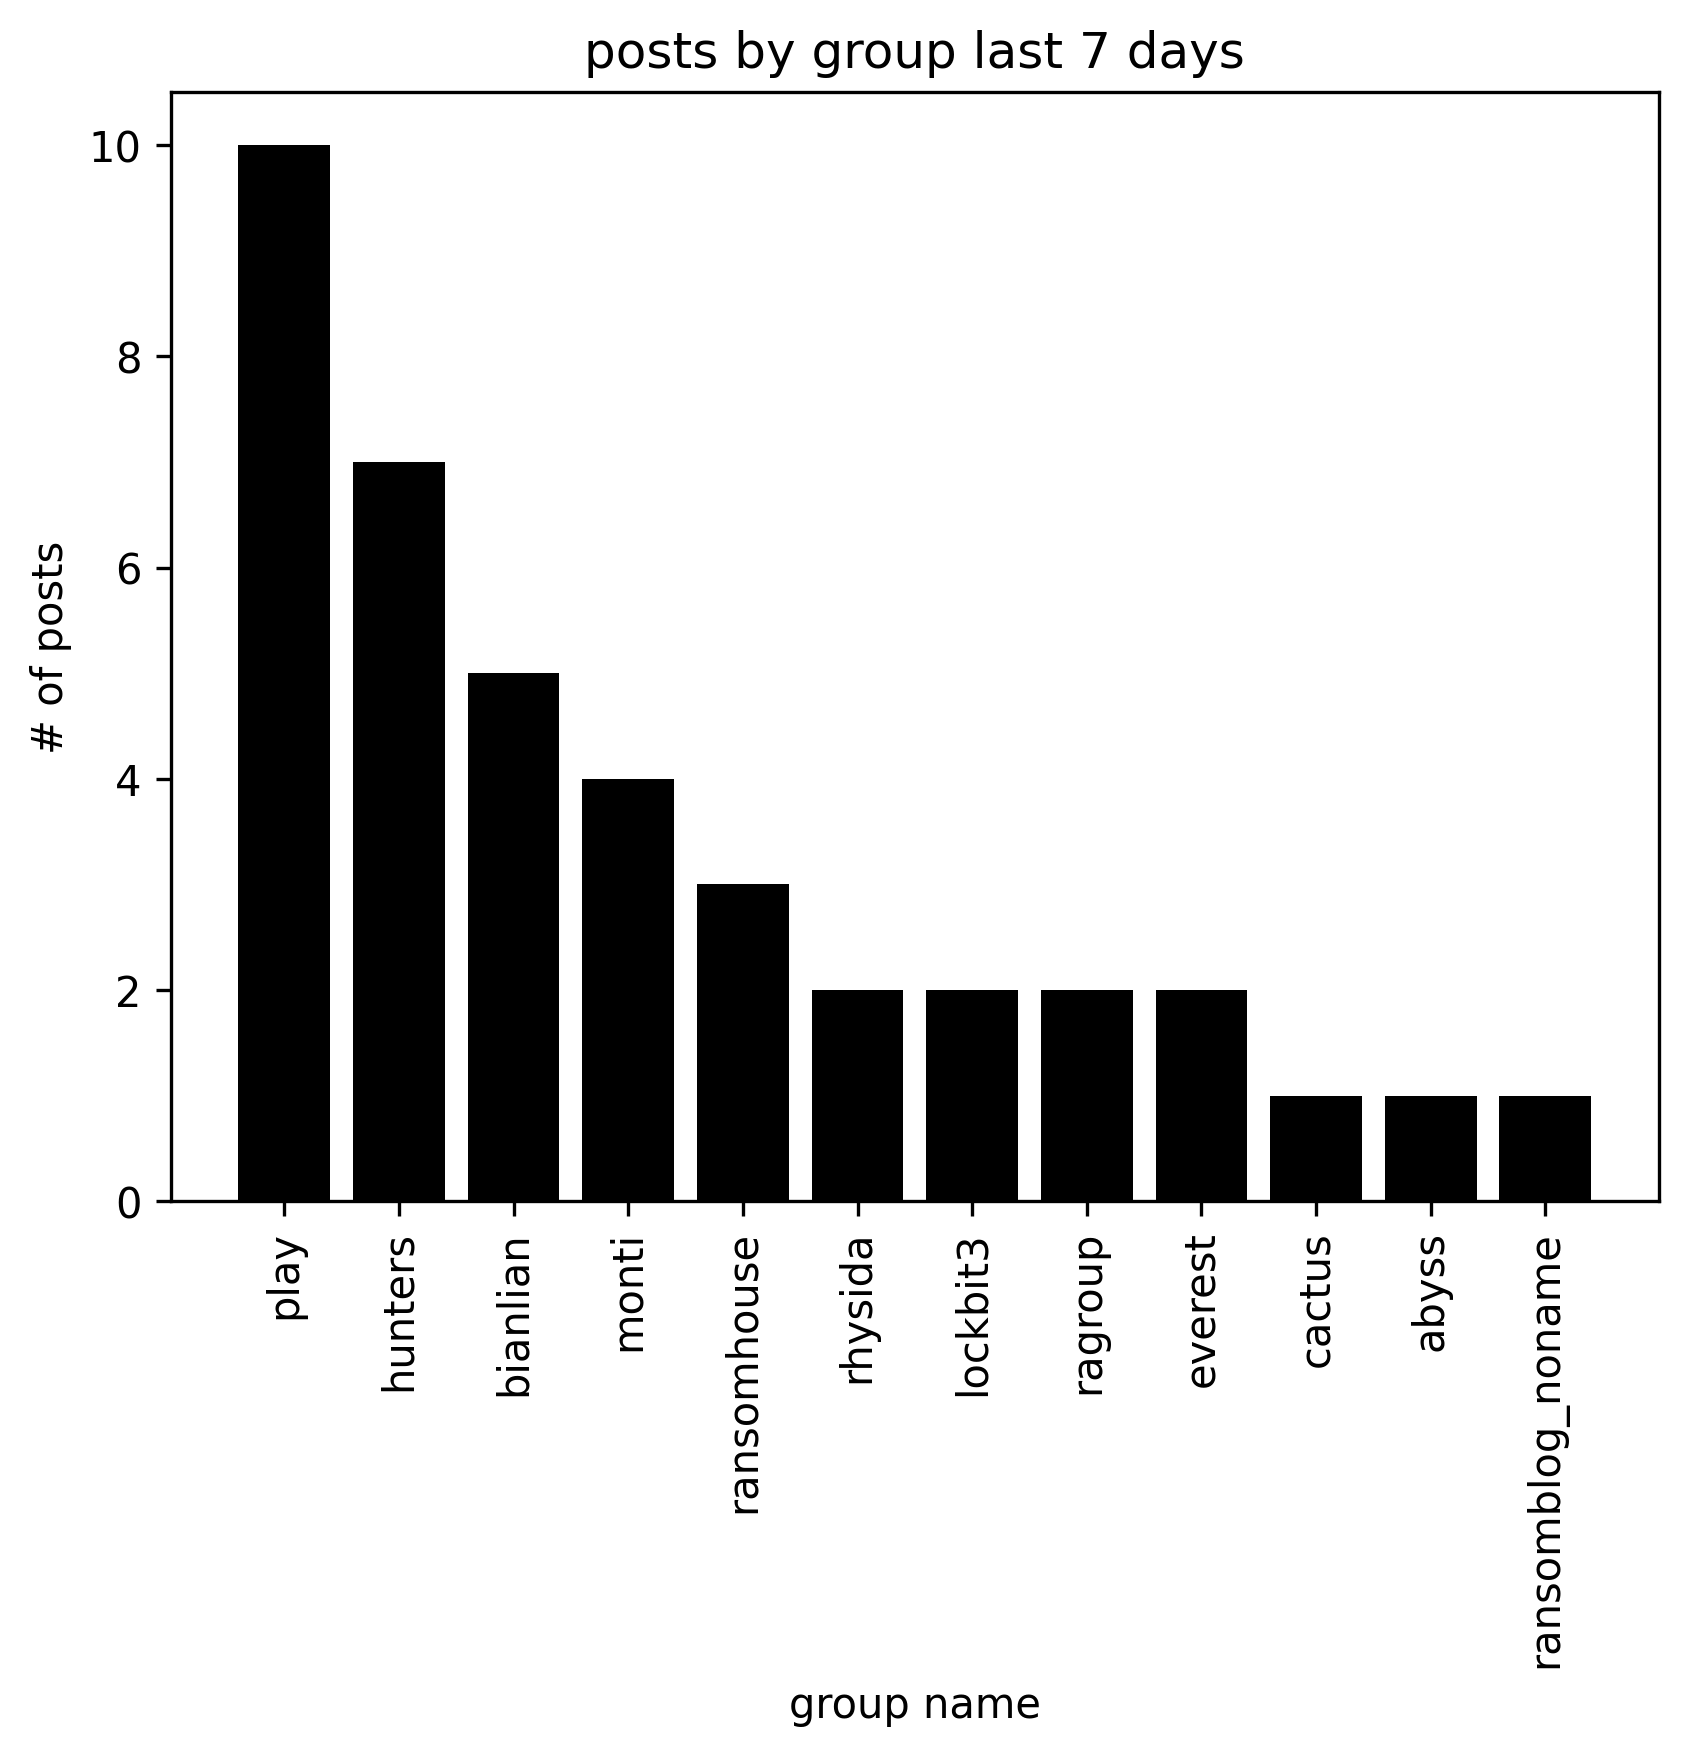 posts by group last 7 days
# of posts
10
8
6
4
2
0
play
hunters
bianlian
monti
ransomhouse
rhysida
lockbit3
ragroup
everest
cactus
abyss
ransomblog_noname
group name